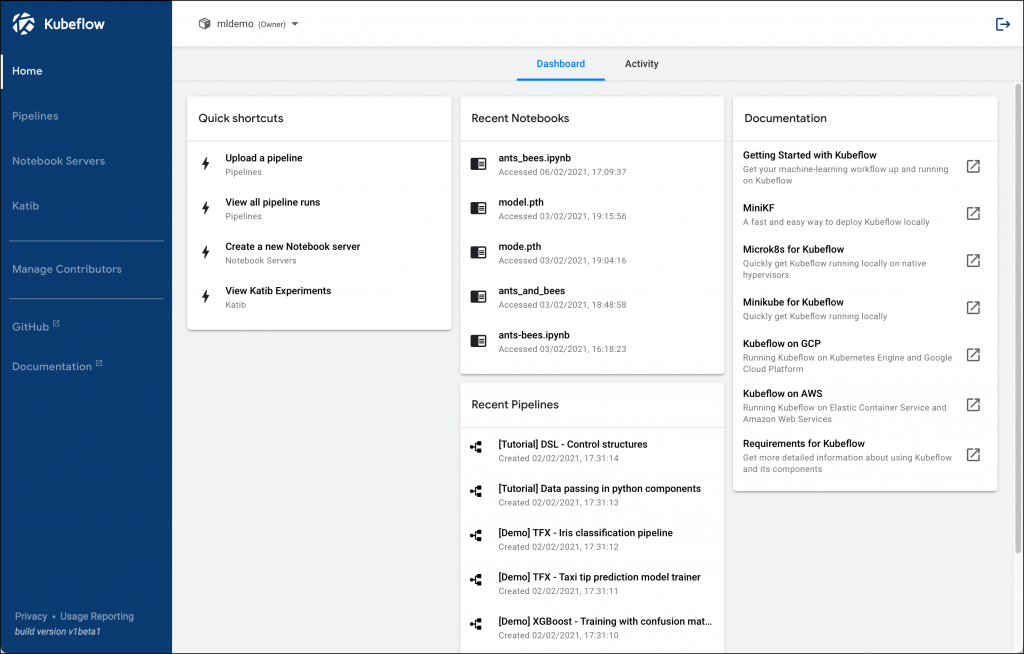 Kubeflow
mldemo (Owner)
Home
Pipelines
Notebook Servers
Katib
Manage Contributors
GitHub
Documentation
Privacy • Usage Reporting
build version v1beta1
Dashboard
Activity
Quick shortcuts
Upload a pipeline
Pipelines
View all pipeline runs
Pipelines
Create a new Notebook server
Notebook Servers
View Katib Experiments
Katib
Recent Notebooks
ants_bees.ipynb
Accessed 06/02/2021, 17:09:37
model.pth
Accessed 03/02/2021, 19:15:56
mode.pth
Accessed 03/02/2021, 19:04:16
ants_and_bees
Accessed 03/02/2021, 18:48:58
ants-bees.ipynb
Accessed 03/02/2021, 16:18:23
Recent Pipelines
[Tutorial] DSL - Control structures
Created 02/02/2021, 17:31:14
[Tutorial] Data passing in python components
Created 02/02/2021, 17:31:13
[Demo] TFX - Iris classification pipeline
Created 02/02/2021, 17:31:12
[Demo] TFX - Taxi tip prediction model trainer
Created 02/02/2021, 17:31:11
[Demo] XGBoost - Training with confusion mat...
Created 02/02/2021, 17:31:10
Documentation
Getting Started with Kubeflow
Get your machine-learning workflow up and running
on Kubeflow
MiniKF
A fast and easy way to deploy Kubeflow locally
Microk8s for Kubeflow
Quickly get Kubeflow running locally on native
hypervisors
Minikube for Kubeflow
Quickly get Kubeflow running locally
Kubeflow on GCP
Running Kubeflow on Kubernetes Engine and Google
Cloud Platform
Kubeflow on AWS
Running Kubeflow on Elastic Container Service and
Amazon Web Services
Requirements for Kubeflow
Get more detailed information about using Kubeflow
and its components